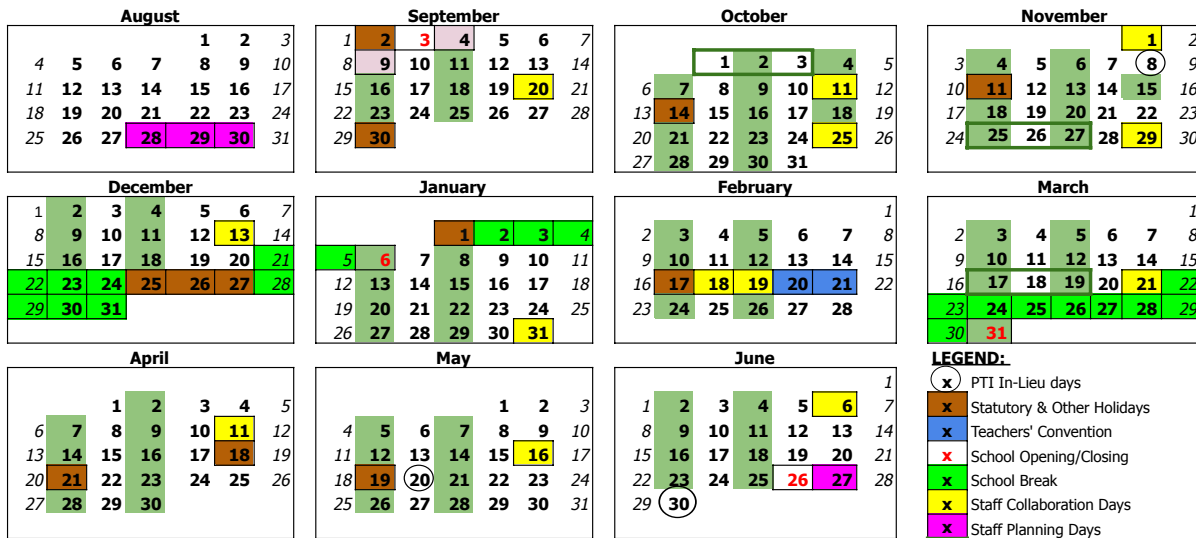 August
1 2 3
4 5 6 7 8 9 10
11 12 13 14 15 16 17
18 19 20 21 22 23 24
25 26 27 28 29 30 31
September
1 2 3 4 5 6 7
8 9 10 11 12 13 14
15 16 17 18 19 20 21
22 23 24 25 26 27 28
29 30
October
1 2 3 4 5
6 7 8 9 10 11 12
13 14 15 16 17 18 19
20 21 22 23 24 25 26
27 28 29 30 31
November
1 2
3 4 5 6 7 8 9
10 11 12 13 14 15 16
17 18 19 20 21 22 23
24 25 26 27 28 29 30
December
1 2 3 4 5 6 7
8 9 10 11 12 13 14
15 16 17 18 19 20 21
22 23 24 25 26 27 28
29 30 31
January
1 2 3 4
5 6 7 8 9 10 11
12 13 14 15 16 17 18
19 20 21 22 23 24 25
26 27 28 29 30 31
February
1
2 3 4 5 6 7 8
9 10 11 12 13 14 15
16 17 18 19 20 21 22
23 24 25 26 27 28
March
1
2 3 4 5 6 7 8
9 10 11 12 13 14 15
16 17 18 19 20 21 22
23 24 25 26 27 28 29
30 31
April
1 2 3 4 5
6 7 8 9 10 11 12
13 14 15 16 17 18 19
20 21 22 23 24 25 26
27 28 29 30
May
1 2 3
4 5 6 7 8 9 10
11 12 13 14 15 16 17
18 19 20 21 22 23 24
25 26 27 28 29 30 31
June
1
1 2 3 4 5 6 7
8 9 10 11 12 13 14
15 16 17 18 19 20 21
22 23 24 25 26 27 28
29 30
LEGEND:
x PTI In-Lieu days
x Statutory & Other Holidays
x Teachers' Convention
x School Opening/Closing
x School Break
x Staff Collaboration Days
x Staff Planning Days